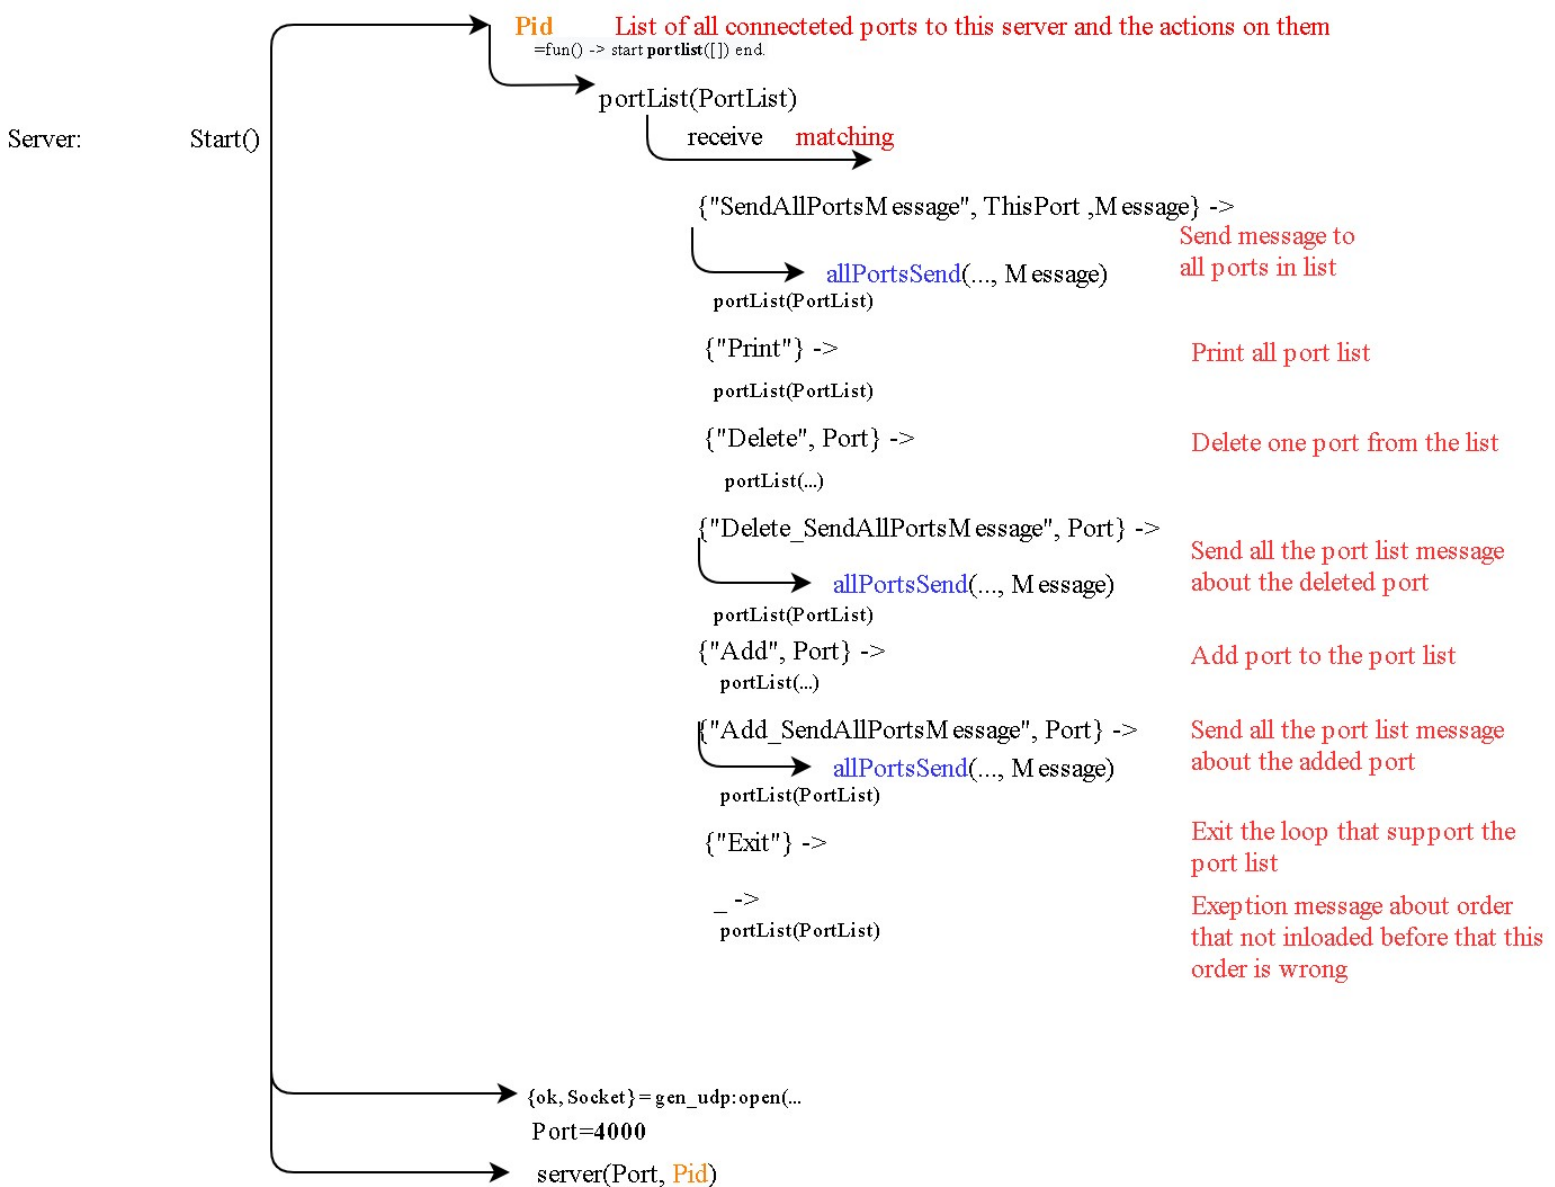 Pid List of all connecteted ports to this server and the actions on them
=fun() -> start portlist([]) end.
portList(PortList)
Server: Start() receive matching
{"SendAllPortsMessage", ThisPort ,Message} ->
Send message to
all ports in list
allPortsSend(..., Message)
portList(PortList)
{"Print"} -> Print all port list
portList(PortList)
{"Delete", Port} -> Delete one port from the list
portList(...)
{"Delete_SendAllPortsMessage", Port} ->
Send all the port list message
about the deleted port
allPortsSend(..., Message)
portList(PortList)
{"Add", Port} -> Add port to the port list
portList(...)
{"Add_SendAllPortsMessage", Port} -> Send all the port list message
about the added port
allPortsSend(..., Message)
portList(PortList)
{"Exit"} -> Exit the loop that support the
port list
_ -> Exeption message about order
that not inloaded before that this
order is wrong
portList(PortList)
{ok, Socket}= gen_udp:open(...
Port=4000
server(Port, Pid)